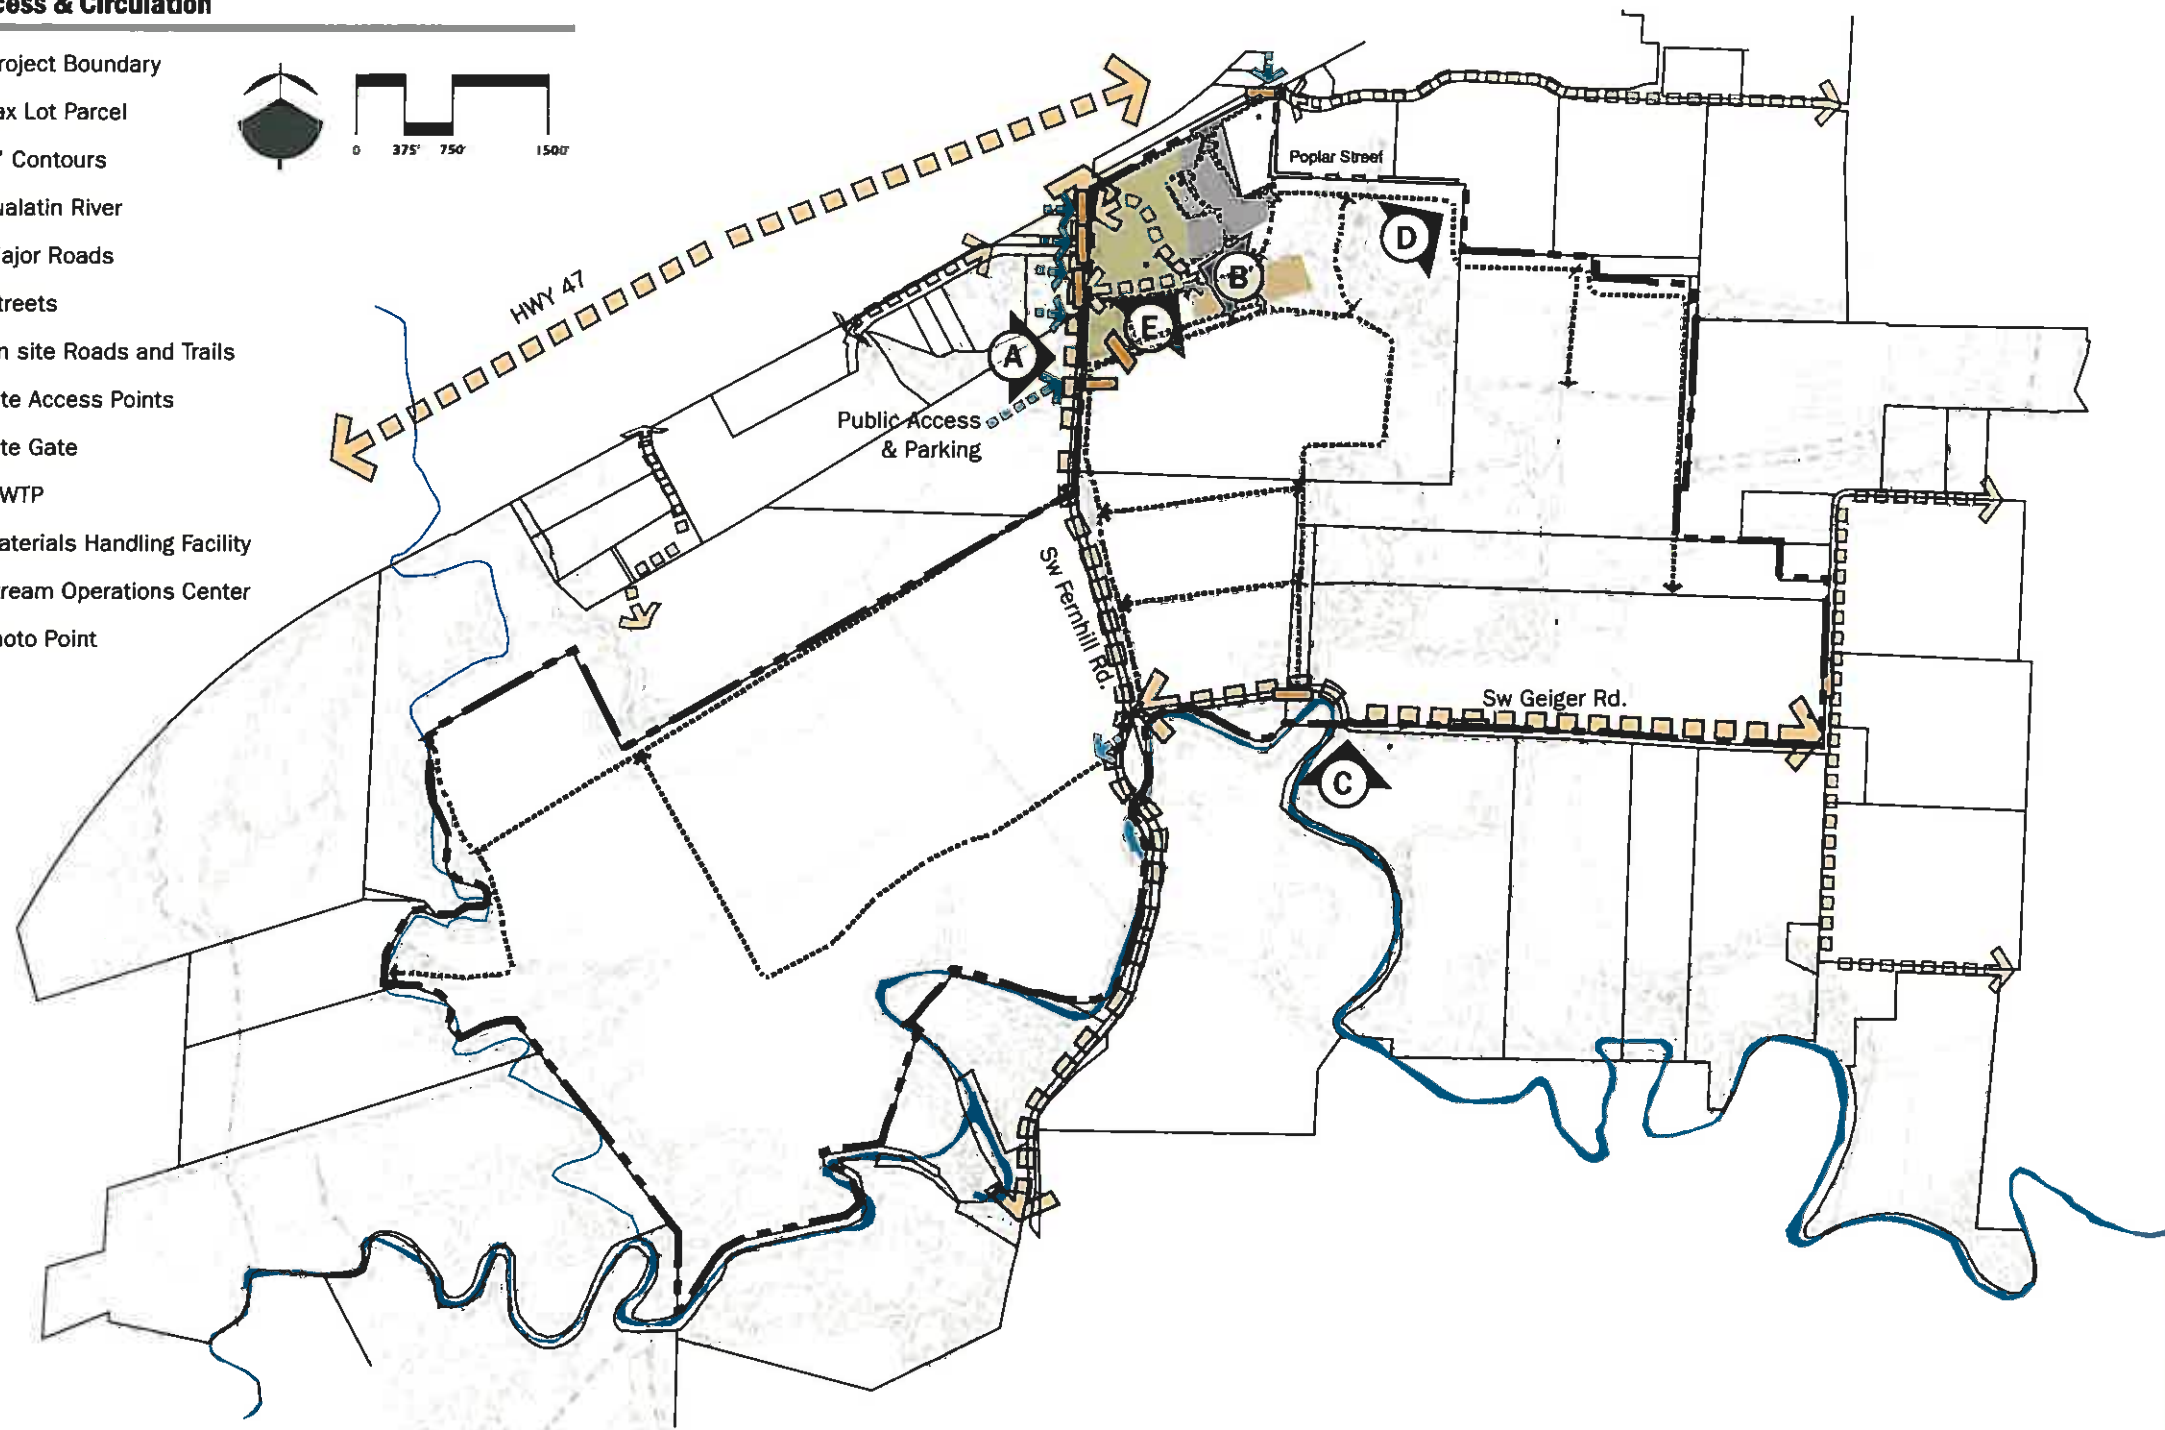 cess & Circulation
roject Boundary
ax Lot Parcel
' Contours
ualatin River
ajor Roads
treets
n site Roads and Trails
te Access Points
te Gate
WTP
aterials Handling Facility
ream Operations Center
hoto Point
0 375' 750' 1500'
HWY 47
Poplar Street
D
B
E
A
Public Access
& Parking
Sw Fernhill Rd.
Sw Geiger Rd.
C